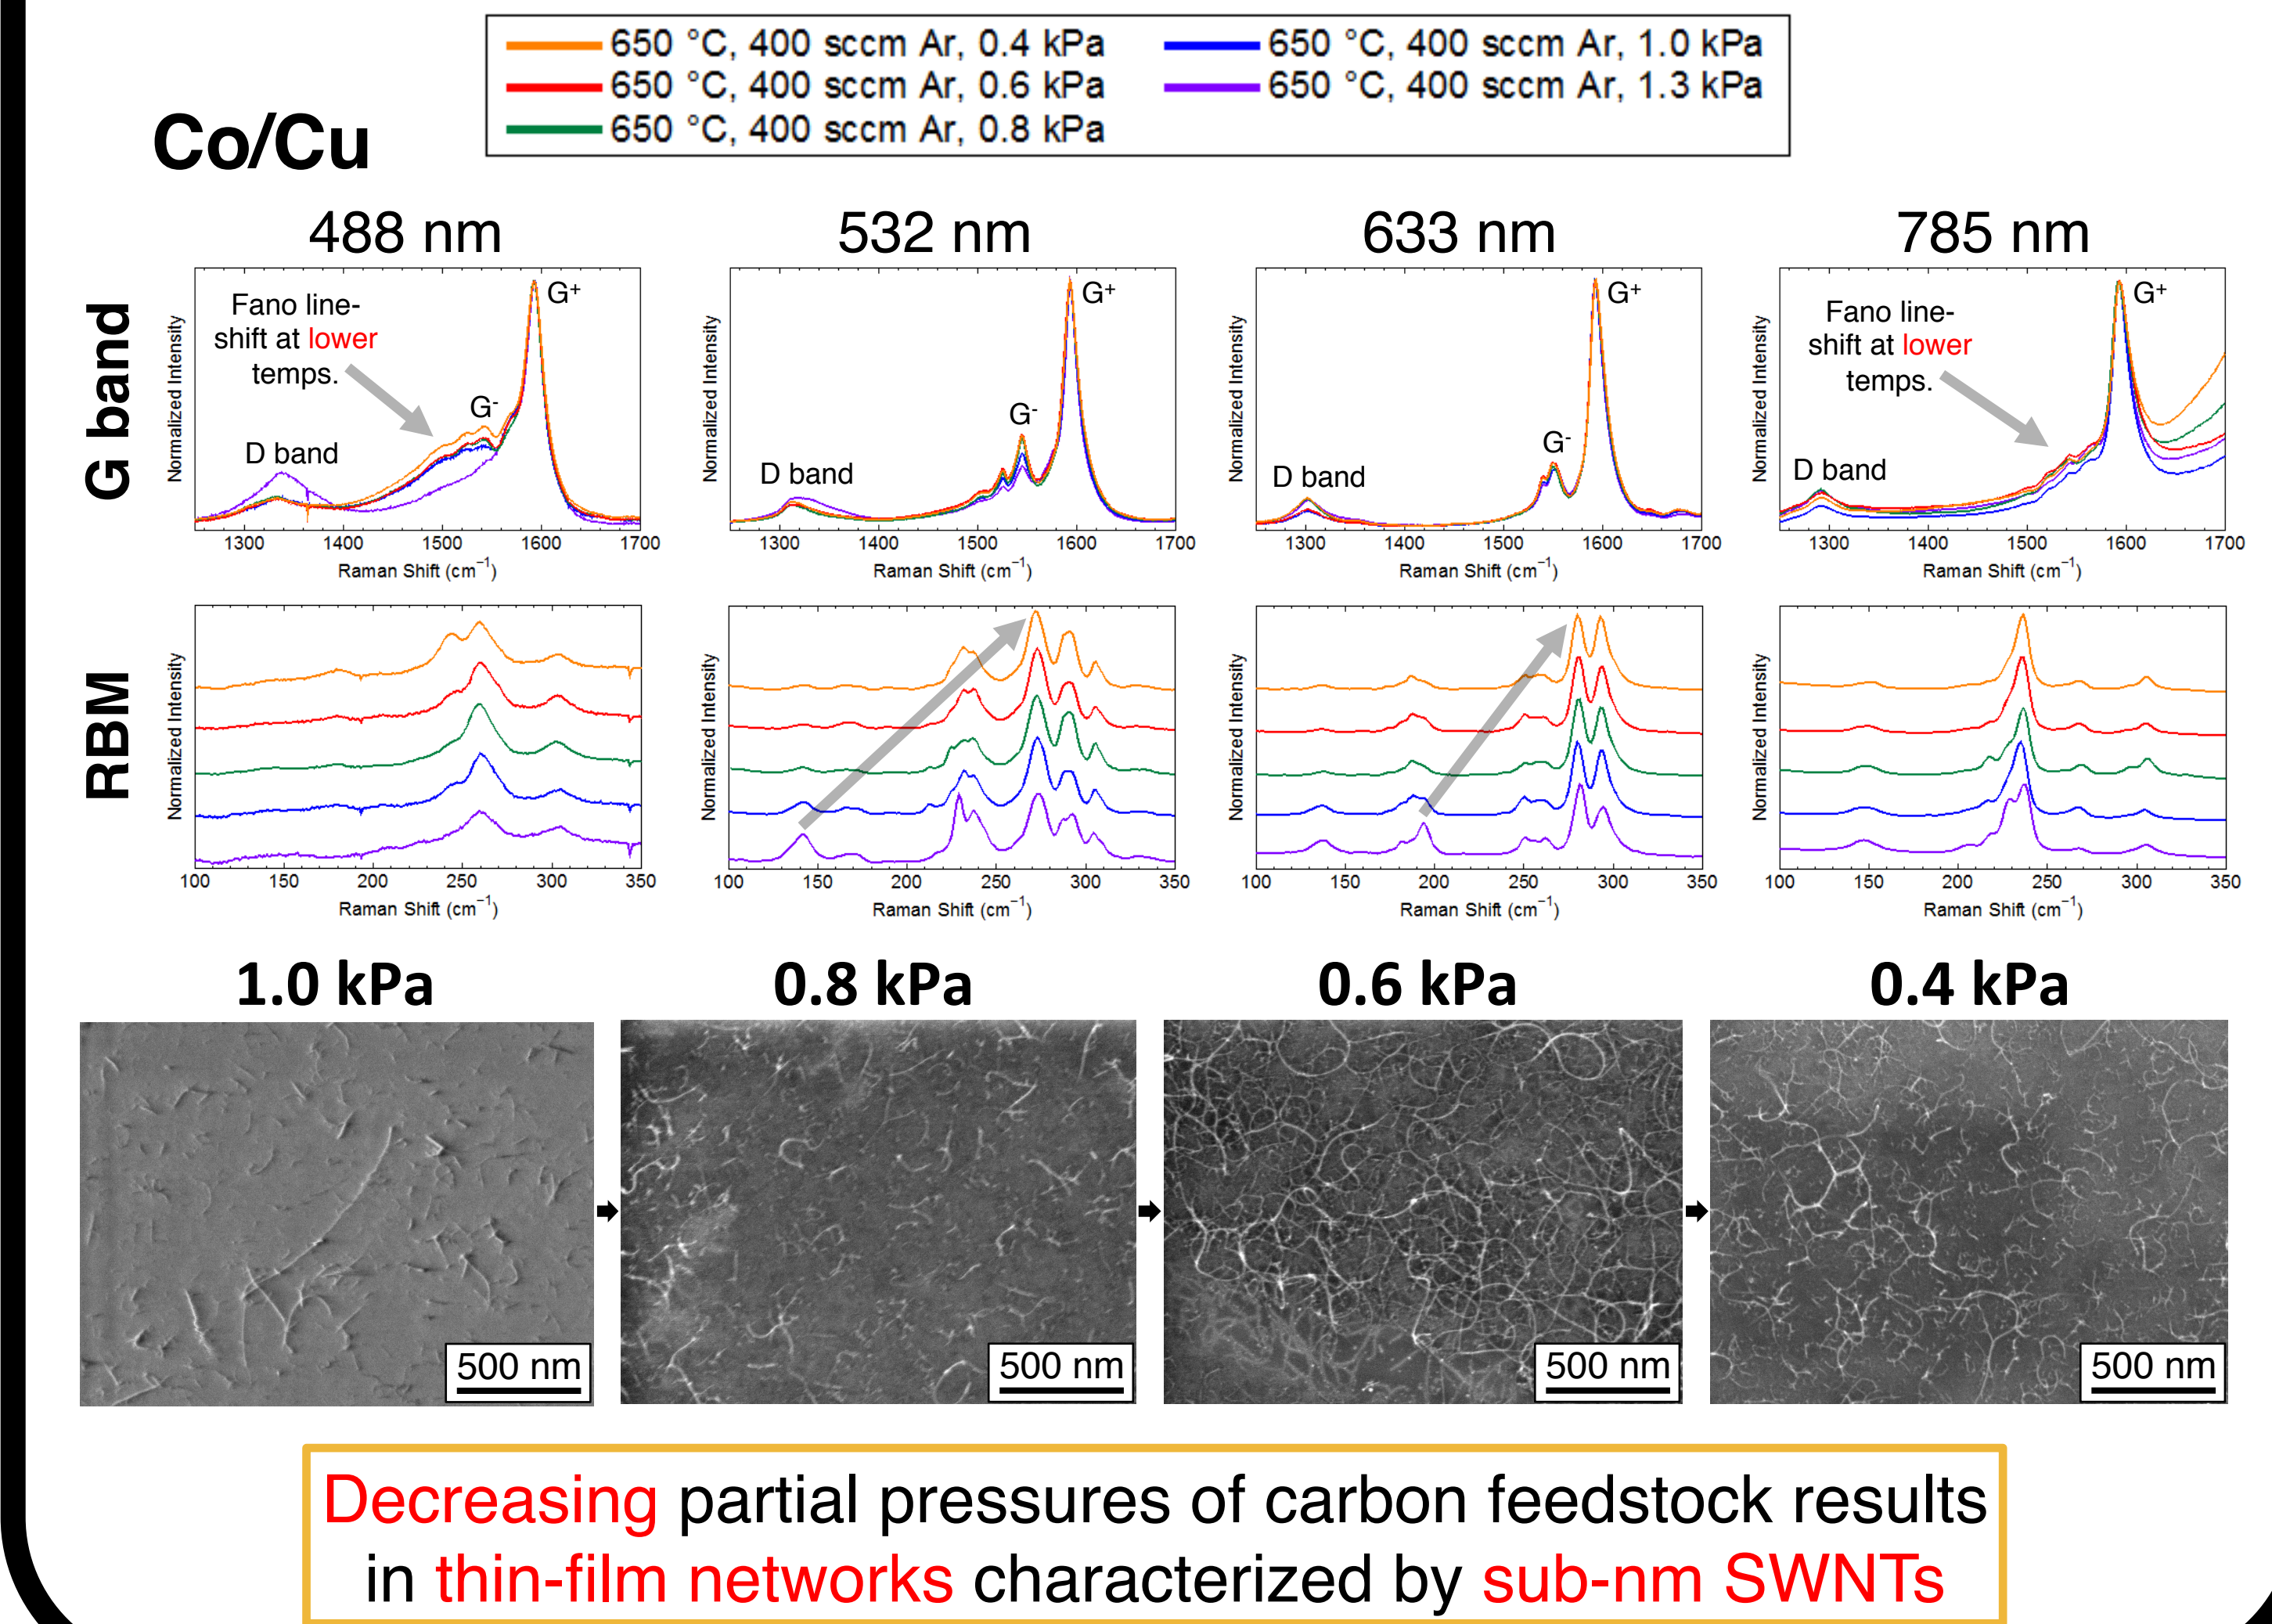 650 °C, 400 sccm Ar, 0.4 kPa
650 °C, 400 sccm Ar, 1.0 kPa
650 °C, 400 sccm Ar, 0.6 kPa
650 °C, 400 sccm Ar, 1.3 kPa
650 °C, 400 sccm Ar, 0.8 kPa
Co/Cu
488 nm
532 nm
633 nm
785 nm
G band
Normalized Intensity
Fano line-
shift at lower
temps.
D band
G-
G+
1300 1400 1500 1600 1700
Raman Shift (cm−1)
Normalized Intensity
D band
G-
G+
1300 1400 1500 1600 1700
Raman Shift (cm−1)
Normalized Intensity
D band
G-
G+
1300 1400 1500 1600 1700
Raman Shift (cm−1)
Normalized Intensity
Fano line-
shift at lower
temps.
D band
G+
1300 1400 1500 1600 1700
Raman Shift (cm−1)
RBM
Normalized Intensity
100 150 200 250 300 350
Raman Shift (cm−1)
Normalized Intensity
100 150 200 250 300 350
Raman Shift (cm−1)
Normalized Intensity
100 150 200 250 300 350
Raman Shift (cm−1)
Normalized Intensity
100 150 200 250 300 350
Raman Shift (cm−1)
1.0 kPa
0.8 kPa
0.6 kPa
0.4 kPa
500 nm
500 nm
500 nm
500 nm
Decreasing partial pressures of carbon feedstock results
in thin-film networks characterized by sub-nm SWNTs